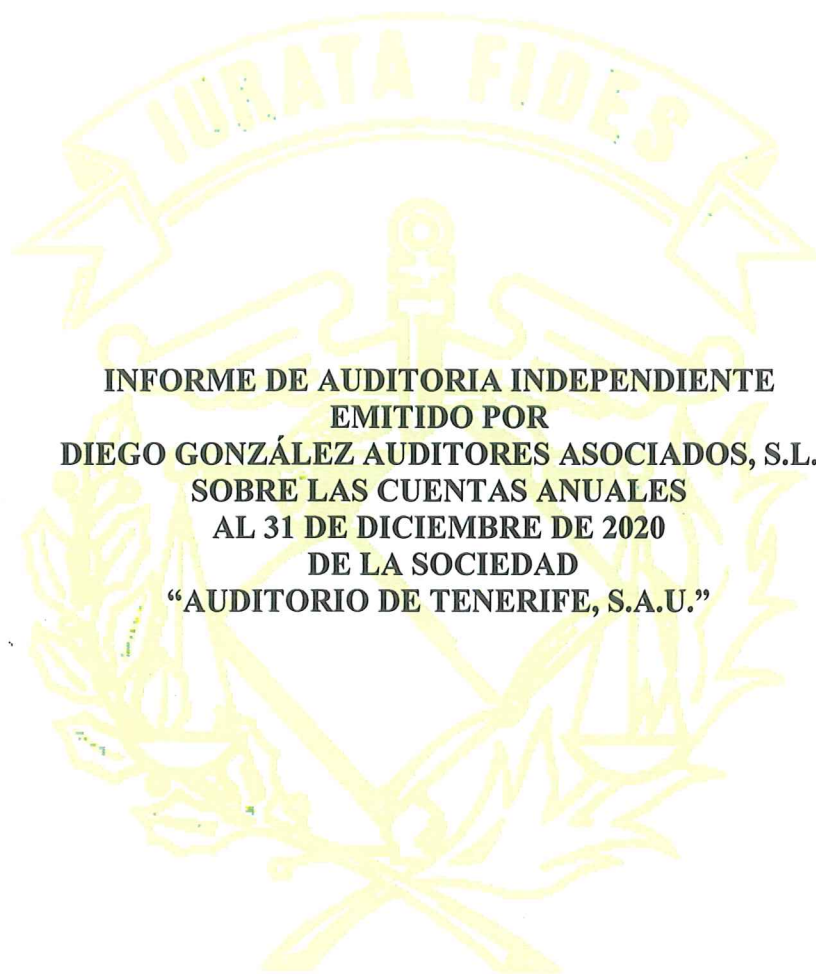 JURATA FIDES
INFORME DE AUDITORIA INDEPENDIENTE
EMITIDO POR
DIEGO GONZÁLEZ AUDITORES ASOCIADOS, S.L.
SOBRE LAS CUENTAS ANUALES
AL 31 DE DICIEMBRE DE 2020
DE LA SOCIEDAD
“AUDITORIO DE TENERIFE, S.A.U.”